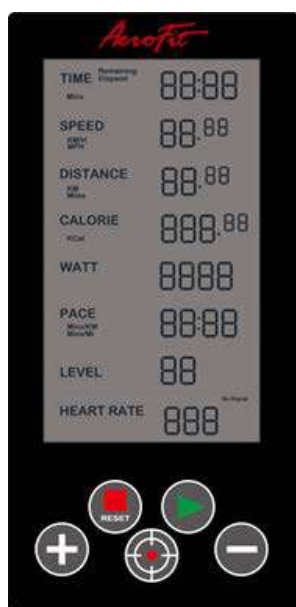 AeroFit
TIME Remaining
Elapsed
Mins
88:88
SPEED
KM/H
MPH
88.88
DISTANCE
KM
Miles
88.88
CALORIE
KCal
888.88
WATT
8888
PACE
Mins/KM
Mins/Mi
88:88
LEVEL
88
HEART RATE
No Signal
888
RESET